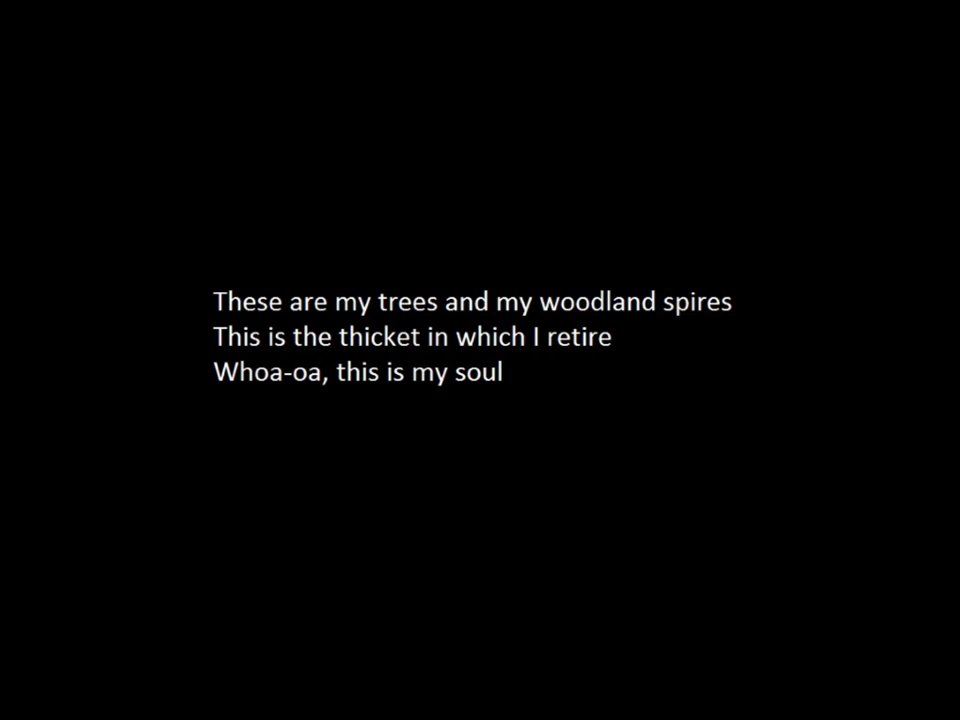 These are my trees and my woodland spires
This is the thicket in which I retire
Whoa-oa, this is my soul